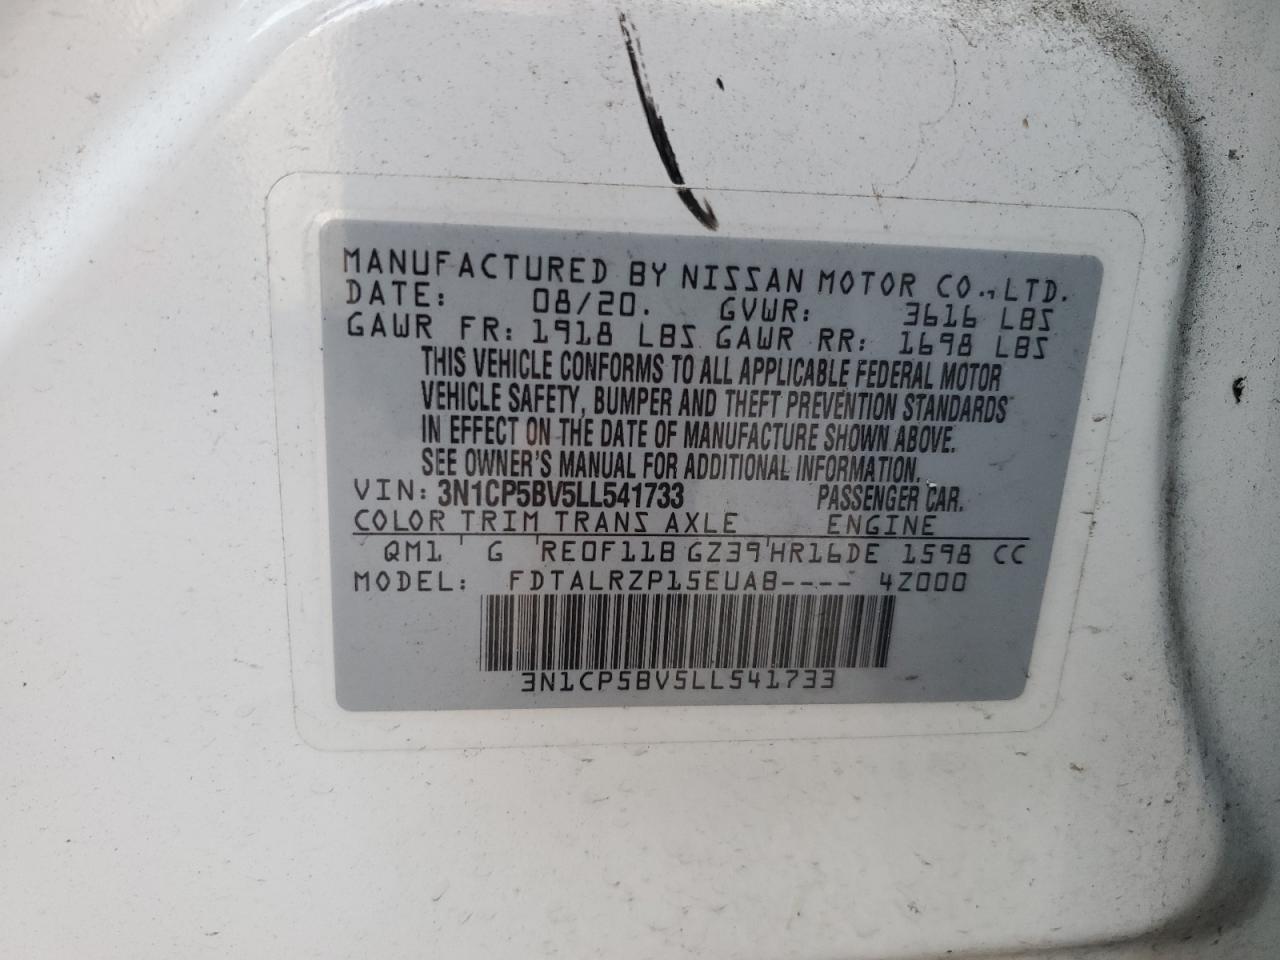 MANUFACTURED BY NISSAN MOTOR CO., LTD.
DATE: 08/20. GVWR: 3616 LBS
GAWR FR: 1918 LBS GAWR RR: 1698 LBS
THIS VEHICLE CONFORMS TO ALL APPLICABLE FEDERAL MOTOR
VEHICLE SAFETY, BUMPER AND THEFT PREVENTION STANDARDS
IN EFFECT ON THE DATE OF MANUFACTURE SHOWN ABOVE.
SEE OWNER'S MANUAL FOR ADDITIONAL INFORMATION.
VIN: 3N1CP5BV5LL541733 PASSENGER CAR.
COLOR TRIM TRANS AXLE ENGINE
QM1 G RE0F11B GZ39 HR16DE 1598 CC
MODEL: FDTALRZP15EUAB---- 4Z000
3N1CP5BV5LL541733